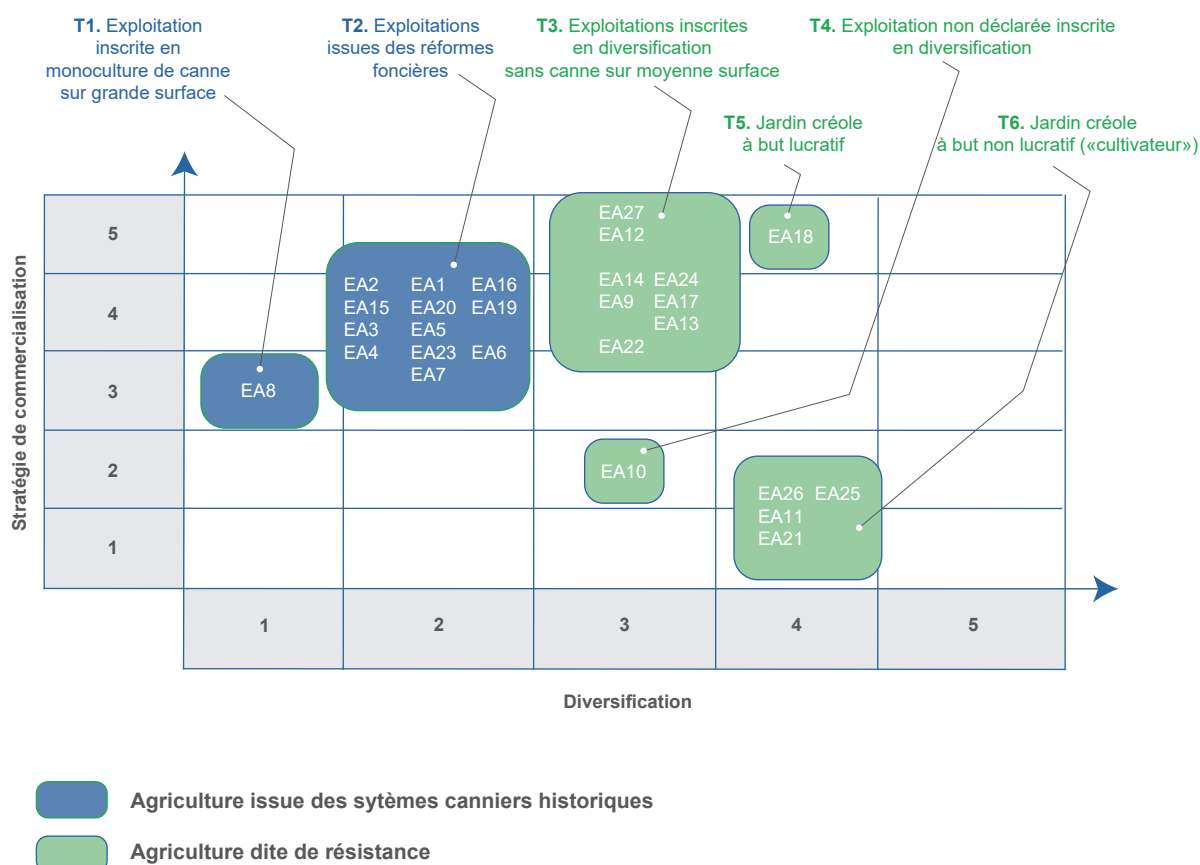 T1. Exploitation
inscrite en
monoculture de canne
sur grande surface
T2. Exploitations
issues des réformes
foncières
T3. Exploitations inscrites
en diversification
sans canne sur moyenne surface
T4. Exploitation non déclarée inscrite
en diversification
T5. Jardin créole
à but lucratif
T6. Jardin créole
à but non lucratif («cultivateur»)
Stratégie de commercialisation
5
4
3
2
1
EA8
EA2 EA1 EA16
EA15 EA20 EA19
EA3 EA5
EA4 EA23 EA6
EA7
EA27
EA12
EA14 EA24
EA9 EA17
EA13
EA22
EA18
EA10
EA26 EA25
EA11
EA21
1 2 3 4 5
Diversification
Agriculture issue des sytèmes canniers historiques
Agriculture dite de résistance